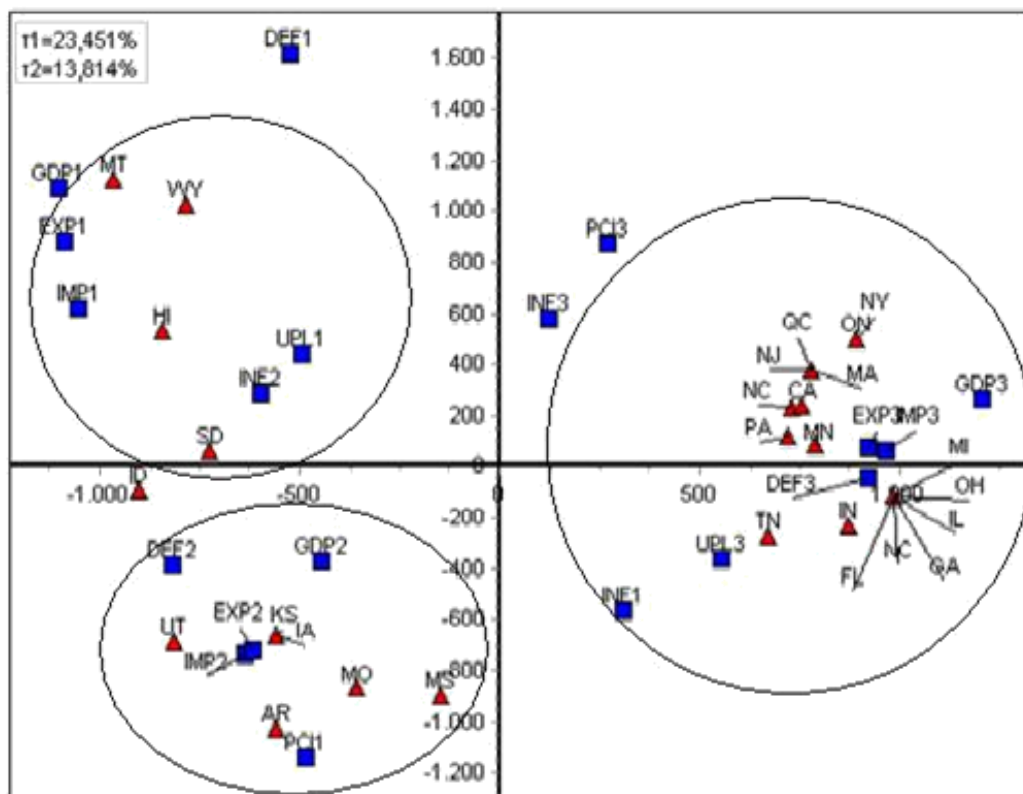 τ1=23,451%
τ2=13,814%
DEF1
1.600
1.400
GDP1
MT
1.200
WY
1.000
EXP1
PCI3
800
IMP1
INF3
600
HI
NY
QC
ON
UPL1
400
NJ
MA
INF2
GDP3
NC
CA
EXP3
IMP3
200
SD
PA
MN
MI
-1.000
-500
0
500
1.000
ID
DEF3
OH
-200
TN
IN
IL
DEF2
GDP2
UPL3
NC
-400
FL
GA
INF1
EXP2
KS
-600
UT
IA
IMP2
-800
MO
MS
AR
-1.000
PCI1
-1.200